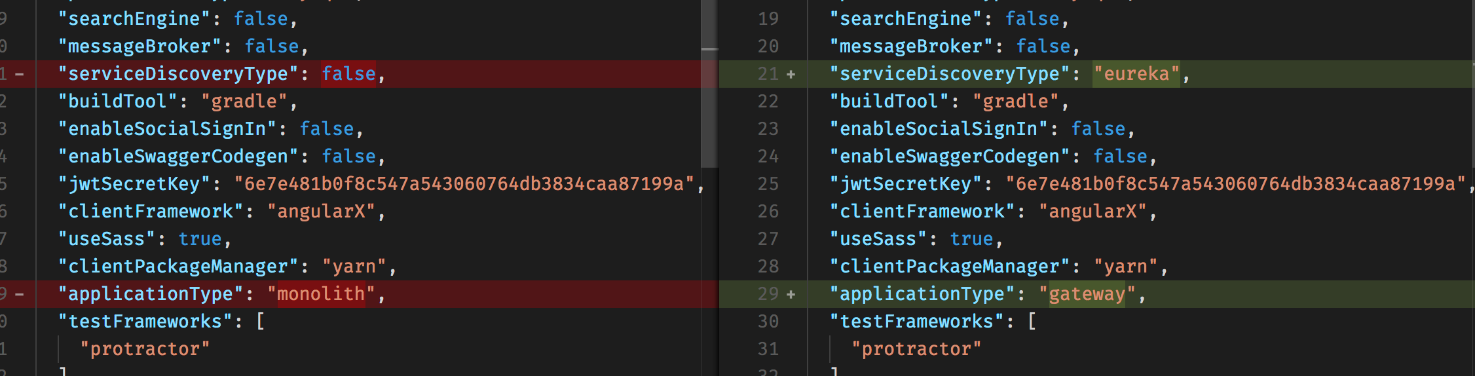 9 "searchEngine": false,
0 "messageBroker": false,
1 - "serviceDiscoveryType": false,
2 "buildTool": "gradle",
3 "enableSocialSignIn": false,
4 "enableSwaggerCodegen": false,
5 "jwtSecretKey": "6e7e481b0f8c547a543060764db3834caa87199a",
6 "clientFramework": "angularX",
7 "useSass": true,
8 "clientPackageManager": "yarn",
9 - "applicationType": "monolith",
0 "testFrameworks": [
1 "protractor"
19 "searchEngine": false,
20 "messageBroker": false,
21 + "serviceDiscoveryType": "eureka",
22 "buildTool": "gradle",
23 "enableSocialSignIn": false,
24 "enableSwaggerCodegen": false,
25 "jwtSecretKey": "6e7e481b0f8c547a543060764db3834caa87199a",
26 "clientFramework": "angularX",
27 "useSass": true,
28 "clientPackageManager": "yarn",
29 + "applicationType": "gateway",
30 "testFrameworks": [
31 "protractor"